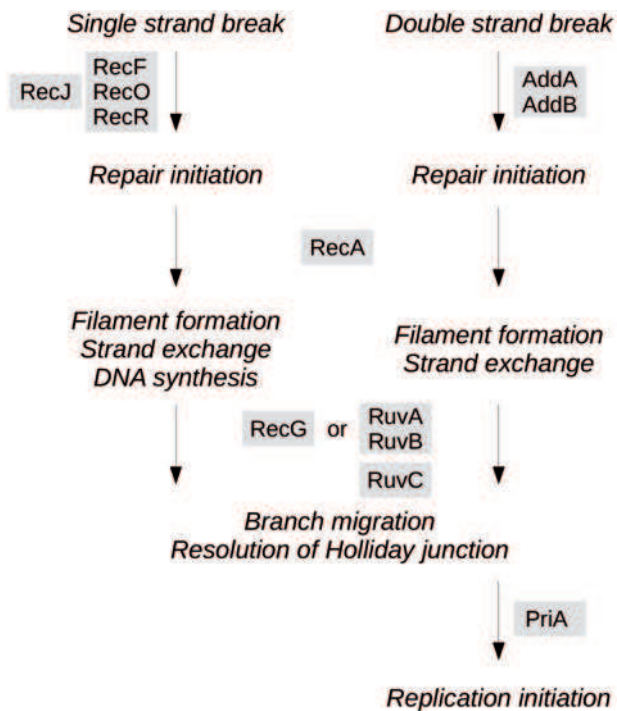 Single strand break
Double strand break
RecJ
RecF
RecO
RecR
AddA
AddB
Repair initiation
Repair initiation
RecA
Filament formation
Strand exchange
DNA synthesis
Filament formation
Strand exchange
RecG or
RuvA
RuvB
RuvC
Branch migration
Resolution of Holliday junction
PriA
Replication initiation